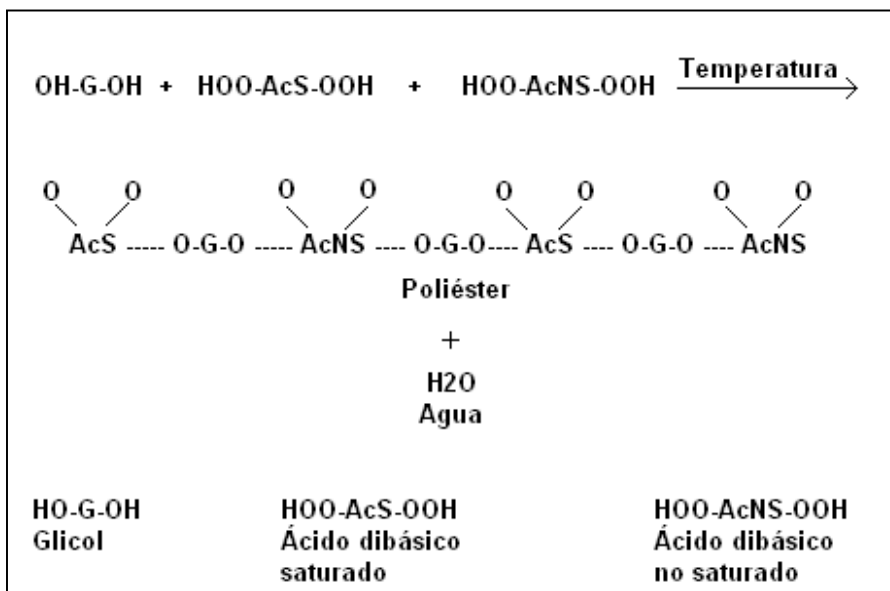 Temperatura
OH-G-OH + HOO-AcS-OOH + HOO-AcNS-OOH
O O O O O O O O
AcS ----- O-G-O ----- AcNS ---- O-G-O---- AcS ---- O-G-O ---- AcNS
Poliéster
+
H2O
Agua
HO-G-OH HOO-AcS-OOH HOO-AcNS-OOH
Glicol Ácido dibásico Ácido dibásico
saturado no saturado